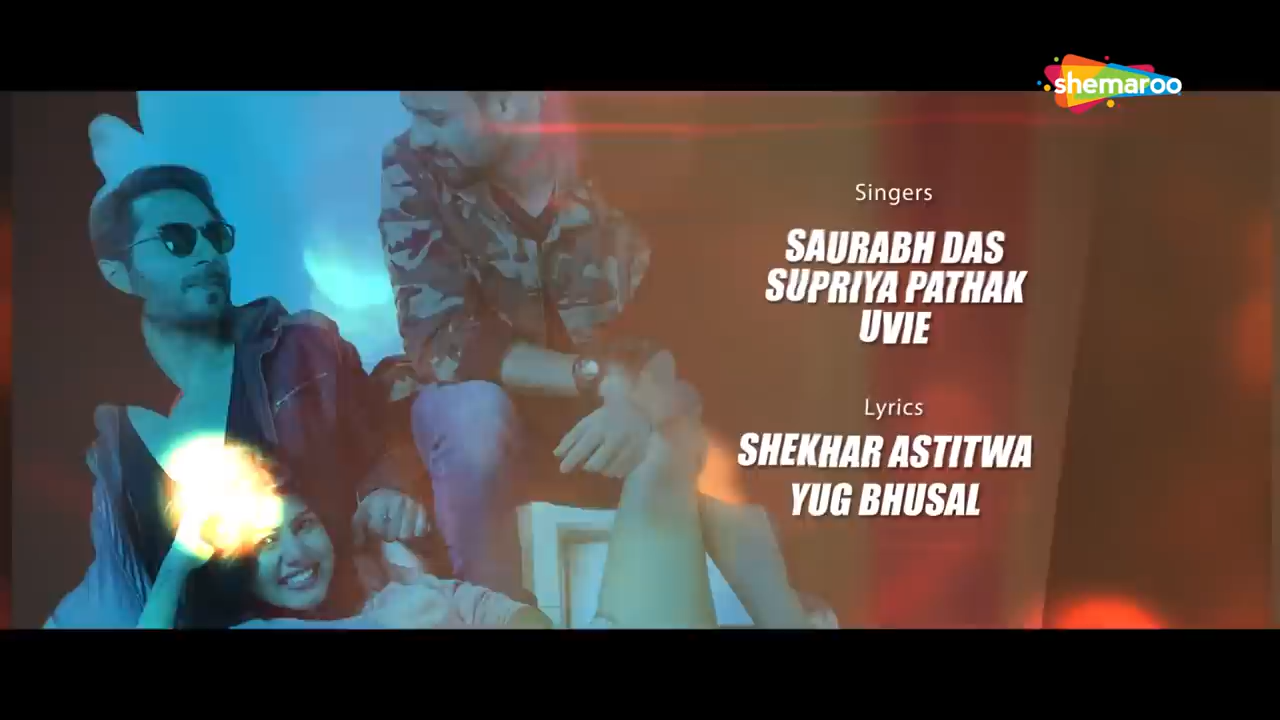 shemaroo
Singers
SAURABH DAS
SUPRIYA PATHAK
UVIE
Lyrics
SHEKHAR ASTITWA
YUG BHUSAL